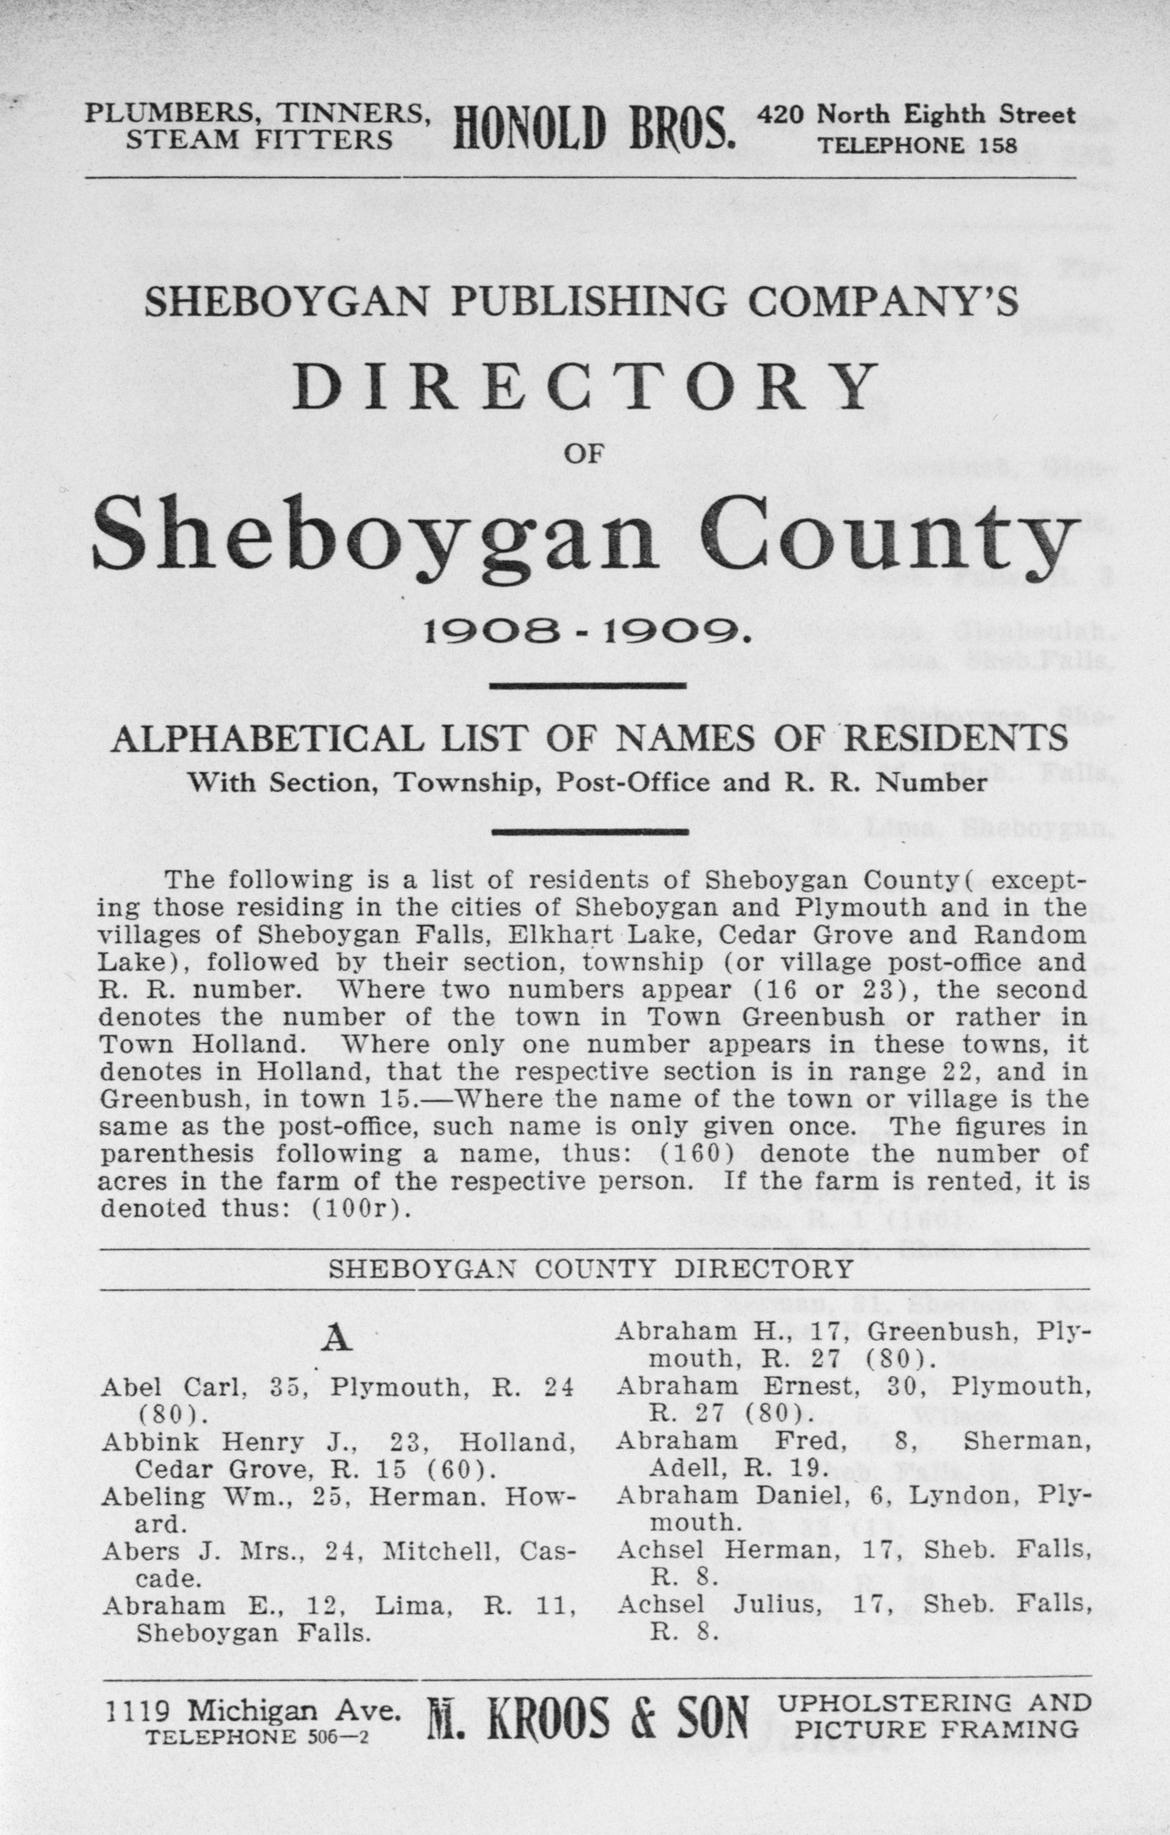 PLUMBERS, TINNERS,
STEAM FITTERS
HONOLD BROS.
420 North Eighth Street
TELEPHONE 158
SHEBOYGAN PUBLISHING COMPANY'S
DIRECTORY
OF
Sheboygan County
1908-1909.
ALPHABETICAL LIST OF NAMES OF RESIDENTS
With Section, Township, Post-Office and R. R. Number
The following is a list of residents of Sheboygan County( except-
ing those residing in the cities of Sheboygan and Plymouth and in the
villages of Sheboygan Falls, Elkhart Lake, Cedar Grove and Random
Lake), followed by their section, township (or village post-office and
R. R. number. Where two numbers appear (16 or 23), the second
denotes the number of the town in Town Greenbush or rather in
Town Holland. Where only one number appears in these towns, it
denotes in Holland, that the respective section is in range 22, and in
Greenbush, in town 15.—Where the name of the town or village is the
same as the post-office, such name is only given once. The figures in
parenthesis following a name, thus: (160) denote the number of
acres in the farm of the respective person. If the farm is rented, it is
denoted thus: (100r).
SHEBOYGAN COUNTY DIRECTORY
A
Abel Carl, 35, Plymouth, R. 24
(80).
Abbink Henry J., 23, Holland,
Cedar Grove, R. 15 (60).
Abeling Wm., 25, Herman. How-
ard.
Abers J. Mrs., 24, Mitchell, Cas-
cade.
Abraham E., 12, Lima, R. 11,
Sheboygan Falls.
Abraham H., 17, Greenbush, Ply-
mouth, R. 27 (80).
Abraham Ernest, 30, Plymouth,
R. 27 (80).
Abraham Fred, 8, Sherman,
Adell, R. 19.
Abraham Daniel, 6, Lyndon, Ply-
mouth.
Achsel Herman, 17, Sheb. Falls,
R. 8.
Achsel Julius, 17, Sheb. Falls,
R. 8.
1119 Michigan Ave.
TELEPHONE 506—2
M. KROOS & SON
UPHOLSTERING AND
PICTURE FRAMING